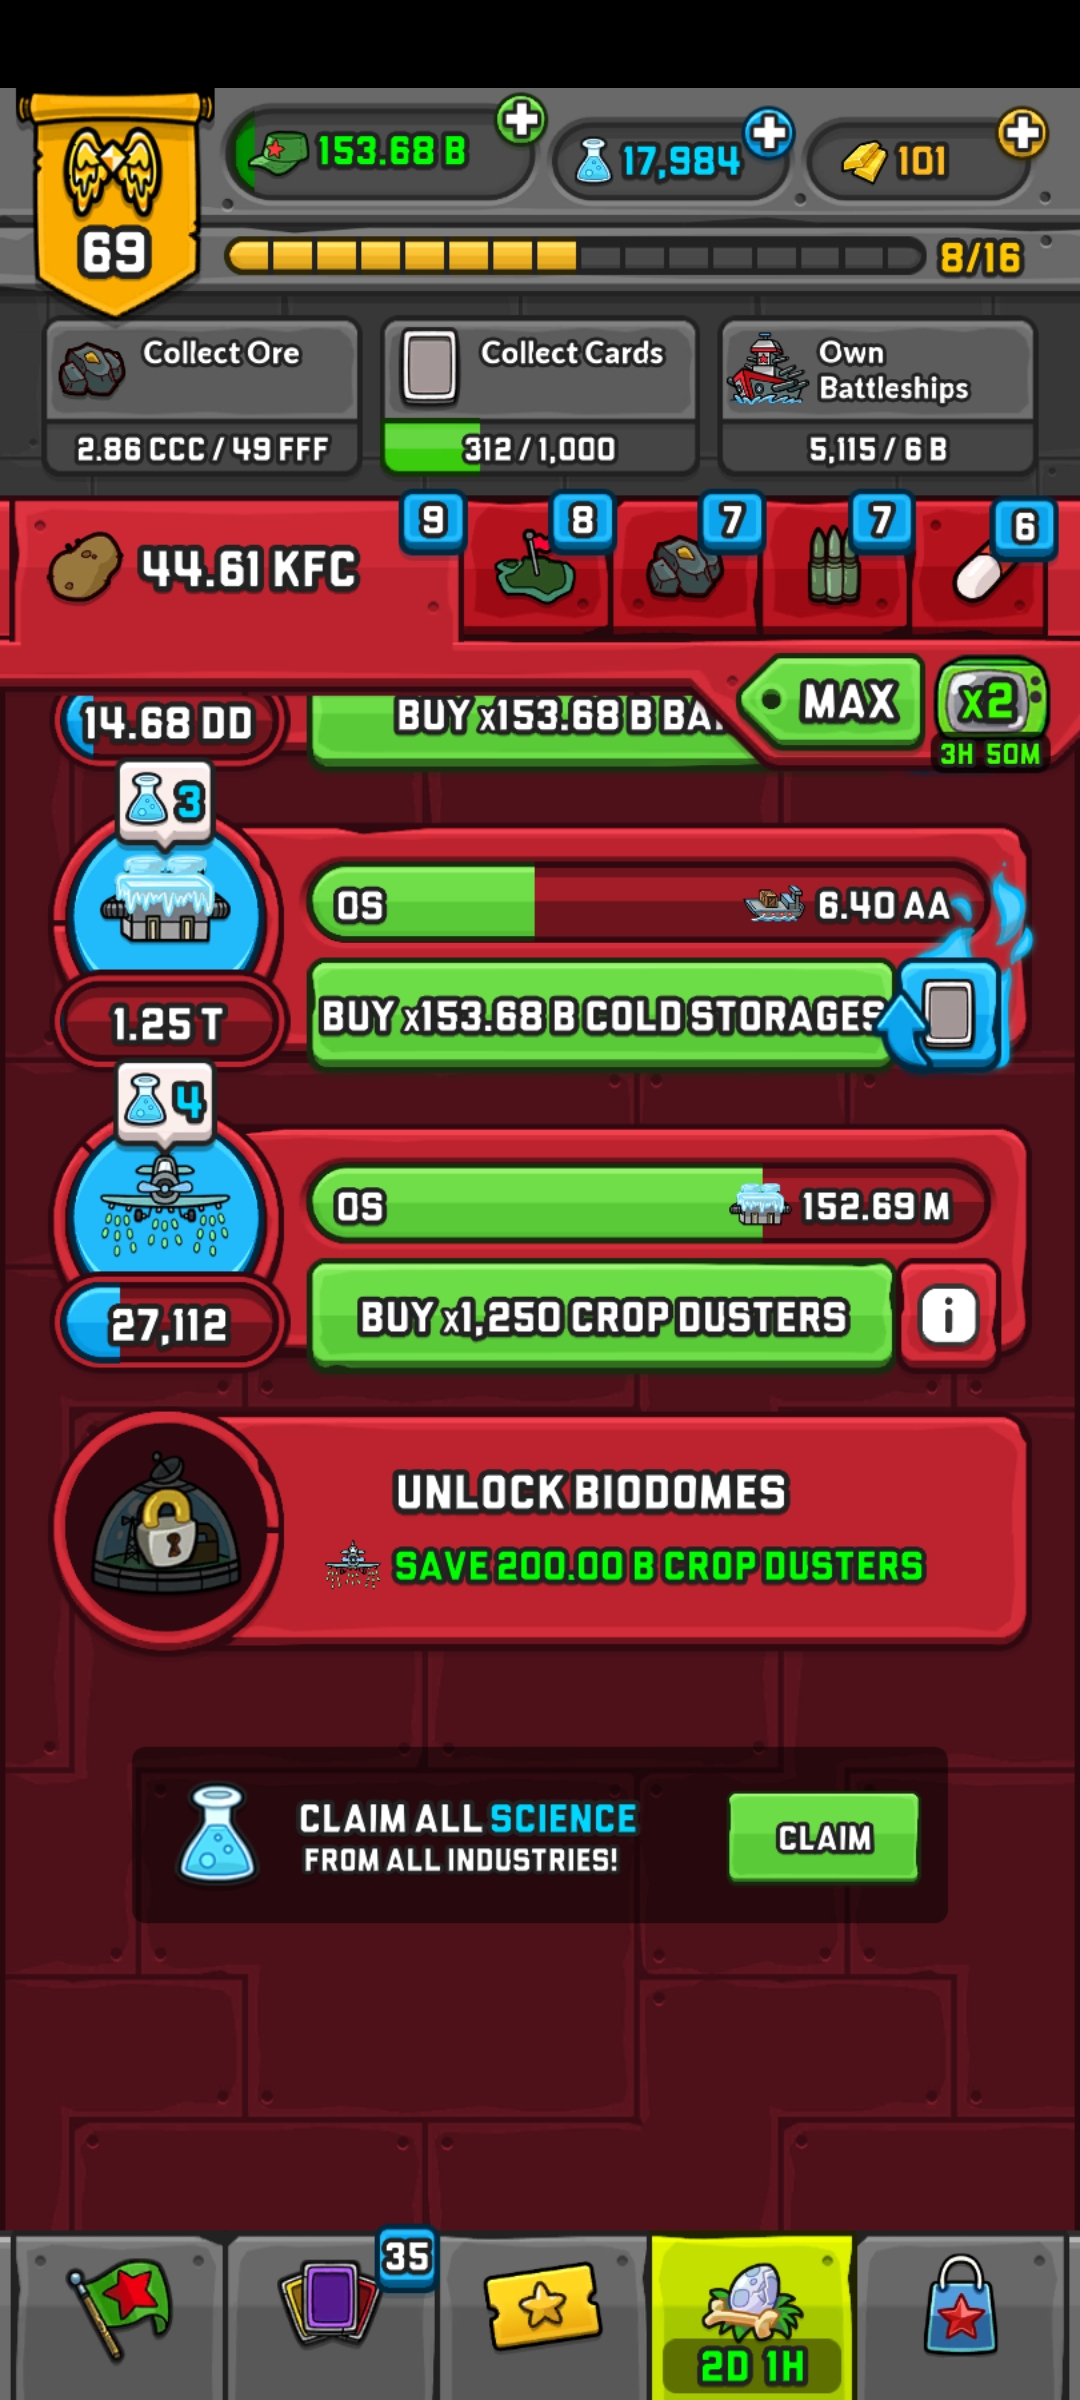 69
153.68 B
17,984
101
8/16
Collect Ore
2.86 CCC / 49 FFF
Collect Cards
312 / 1,000
Own
Battleships
5,115 / 6 B
44.61 KFC
9
8
7
7
6
MAX
x2
3H 50M
14.68 DD
BUY x153.68 B BA
3
0S
6.40 AA
1.25 T
BUY x153.68 B COLD STORAGES
4
0S
152.69 M
27,112
BUY x1,250 CROP DUSTERS
i
UNLOCK BIODOMES
SAVE 200.00 B CROP DUSTERS
CLAIM ALL SCIENCE
FROM ALL INDUSTRIES!
CLAIM
35
2D 1H